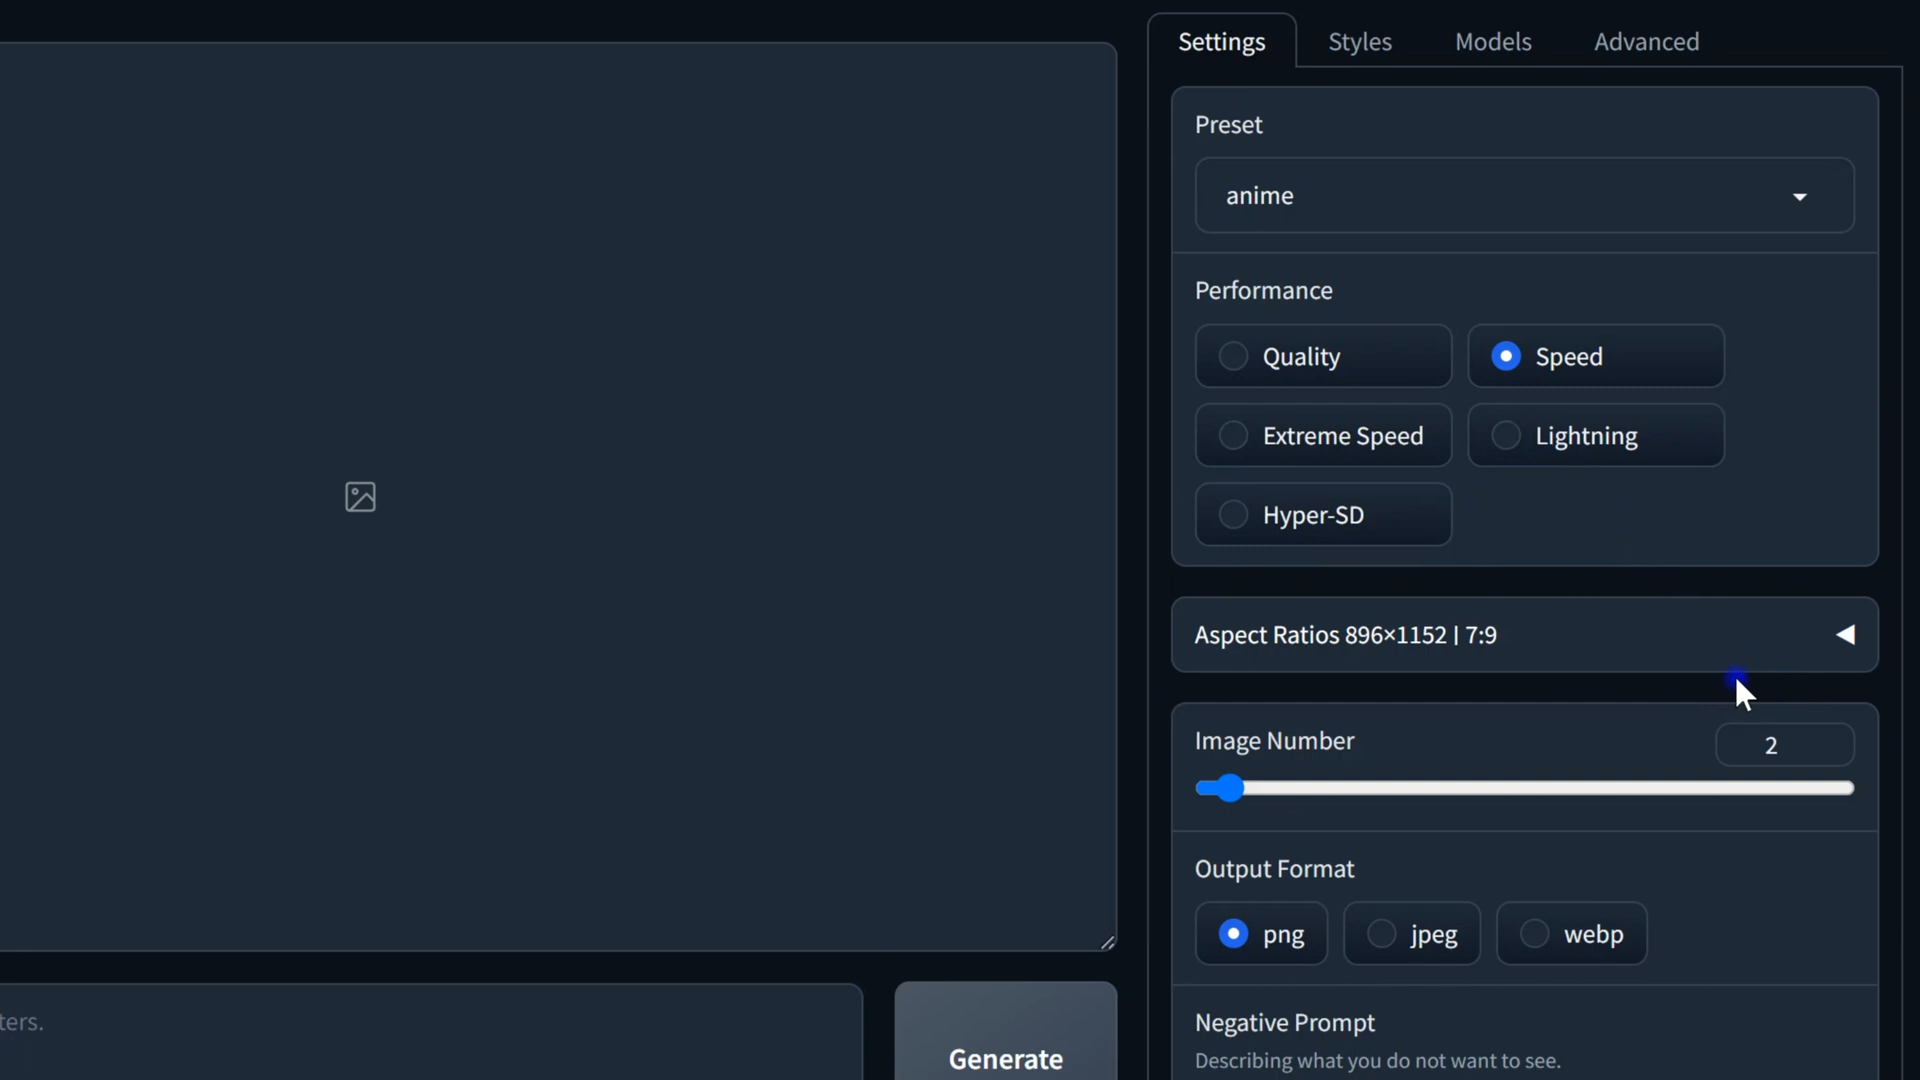 Settings Styles Models Advanced
Preset
anime
Performance
Quality Speed
Extreme Speed Lightning
Hyper-SD
Aspect Ratios 896×1152 | 7:9
Image Number 2
Output Format
png jpeg webp
Negative Prompt
Describing what you do not want to see.
ters.
Generate